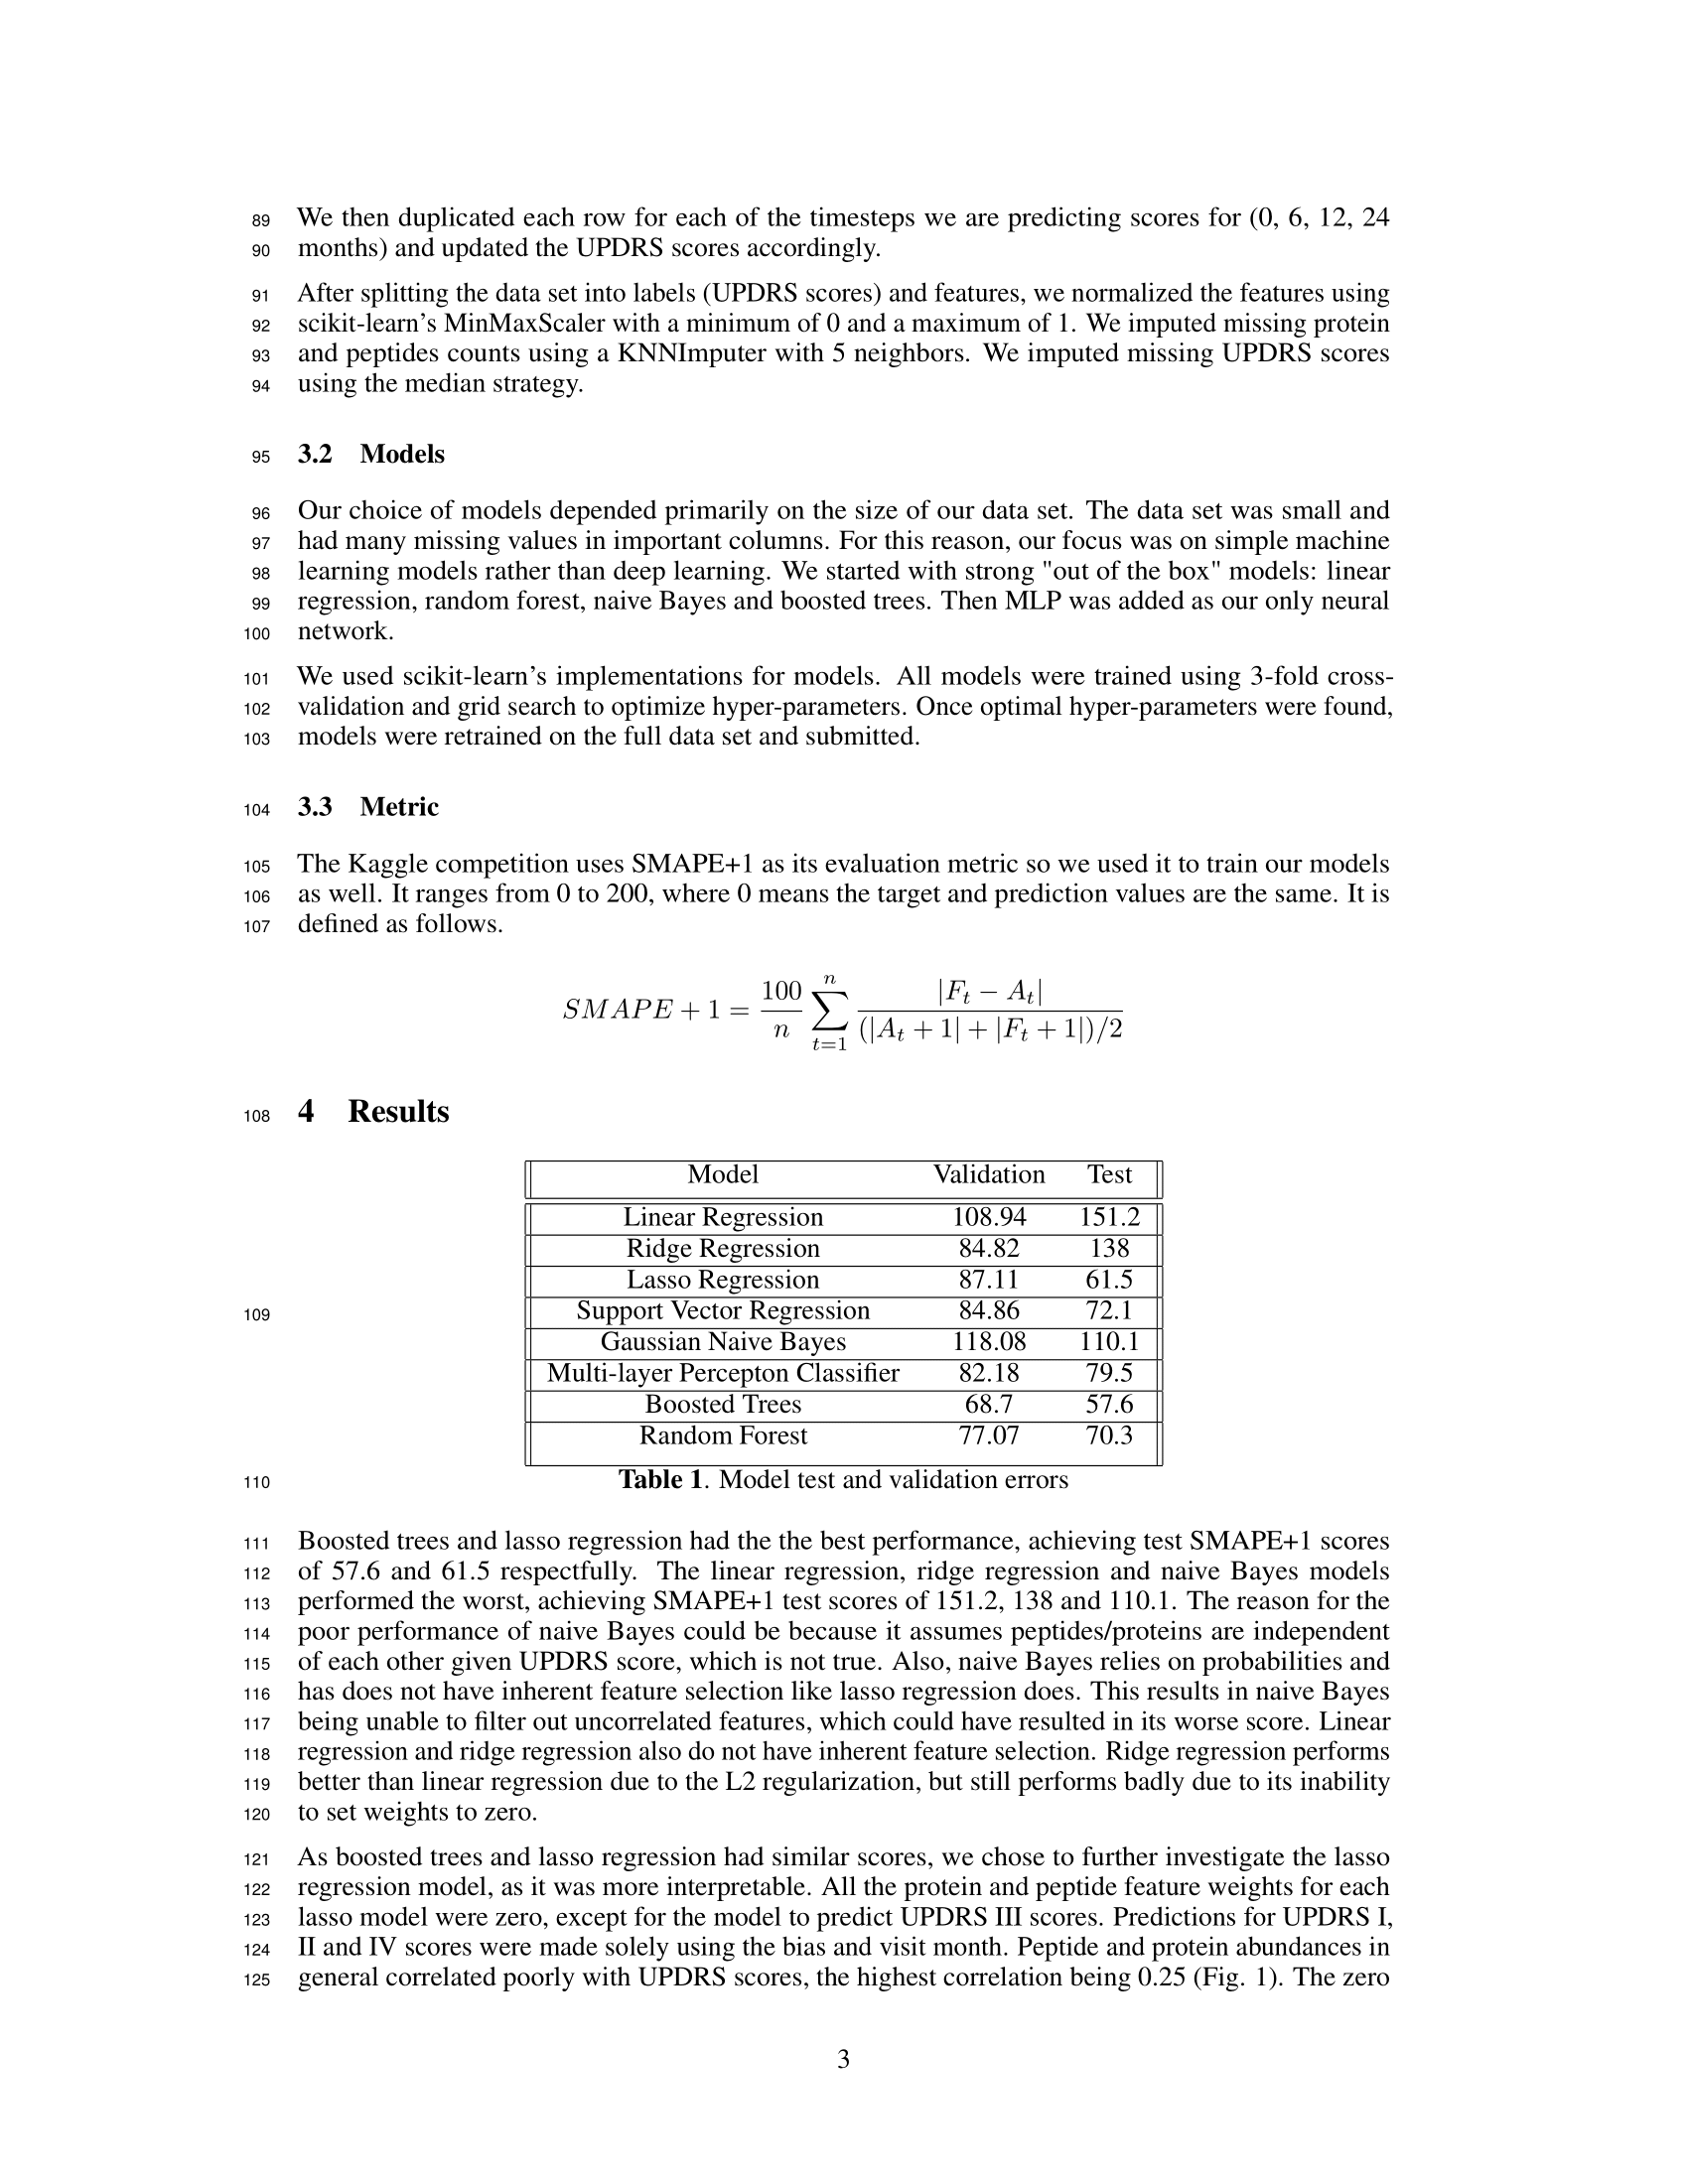 89 We then duplicated each row for each of the timesteps we are predicting scores for (0, 6, 12, 24
90 months) and updated the UPDRS scores accordingly.
91 After splitting the data set into labels (UPDRS scores) and features, we normalized the features using
92 scikit-learn's MinMaxScaler with a minimum of 0 and a maximum of 1. We imputed missing protein
93 and peptides counts using a KNNImputer with 5 neighbors. We imputed missing UPDRS scores
94 using the median strategy.
95 3.2 Models
96 Our choice of models depended primarily on the size of our data set. The data set was small and
97 had many missing values in important columns. For this reason, our focus was on simple machine
98 learning models rather than deep learning. We started with strong "out of the box" models: linear
99 regression, random forest, naive Bayes and boosted trees. Then MLP was added as our only neural
100 network.
101 We used scikit-learn's implementations for models. All models were trained using 3-fold cross-
102 validation and grid search to optimize hyper-parameters. Once optimal hyper-parameters were found,
103 models were retrained on the full data set and submitted.
104 3.3 Metric
105 The Kaggle competition uses SMAPE+1 as its evaluation metric so we used it to train our models
106 as well. It ranges from 0 to 200, where 0 means the target and prediction values are the same. It is
107 defined as follows.
SMAPE + 1 = \frac{100}{n} \sum_{t=1}^{n} \frac{|F_t - A_t|}{(|A_t + 1| + |F_t + 1|)/2}
108 4 Results
Model Validation Test
Linear Regression 108.94 151.2
Ridge Regression 84.82 138
Lasso Regression 87.11 61.5
109 Support Vector Regression 84.86 72.1
Gaussian Naive Bayes 118.08 110.1
Multi-layer Percepton Classifier 82.18 79.5
Boosted Trees 68.7 57.6
Random Forest 77.07 70.3
110 Table 1. Model test and validation errors
111 Boosted trees and lasso regression had the the best performance, achieving test SMAPE+1 scores
112 of 57.6 and 61.5 respectfully. The linear regression, ridge regression and naive Bayes models
113 performed the worst, achieving SMAPE+1 test scores of 151.2, 138 and 110.1. The reason for the
114 poor performance of naive Bayes could be because it assumes peptides/proteins are independent
115 of each other given UPDRS score, which is not true. Also, naive Bayes relies on probabilities and
116 has does not have inherent feature selection like lasso regression does. This results in naive Bayes
117 being unable to filter out uncorrelated features, which could have resulted in its worse score. Linear
118 regression and ridge regression also do not have inherent feature selection. Ridge regression performs
119 better than linear regression due to the L2 regularization, but still performs badly due to its inability
120 to set weights to zero.
121 As boosted trees and lasso regression had similar scores, we chose to further investigate the lasso
122 regression model, as it was more interpretable. All the protein and peptide feature weights for each
123 lasso model were zero, except for the model to predict UPDRS III scores. Predictions for UPDRS I,
124 II and IV scores were made solely using the bias and visit month. Peptide and protein abundances in
125 general correlated poorly with UPDRS scores, the highest correlation being 0.25 (Fig. 1). The zero
3